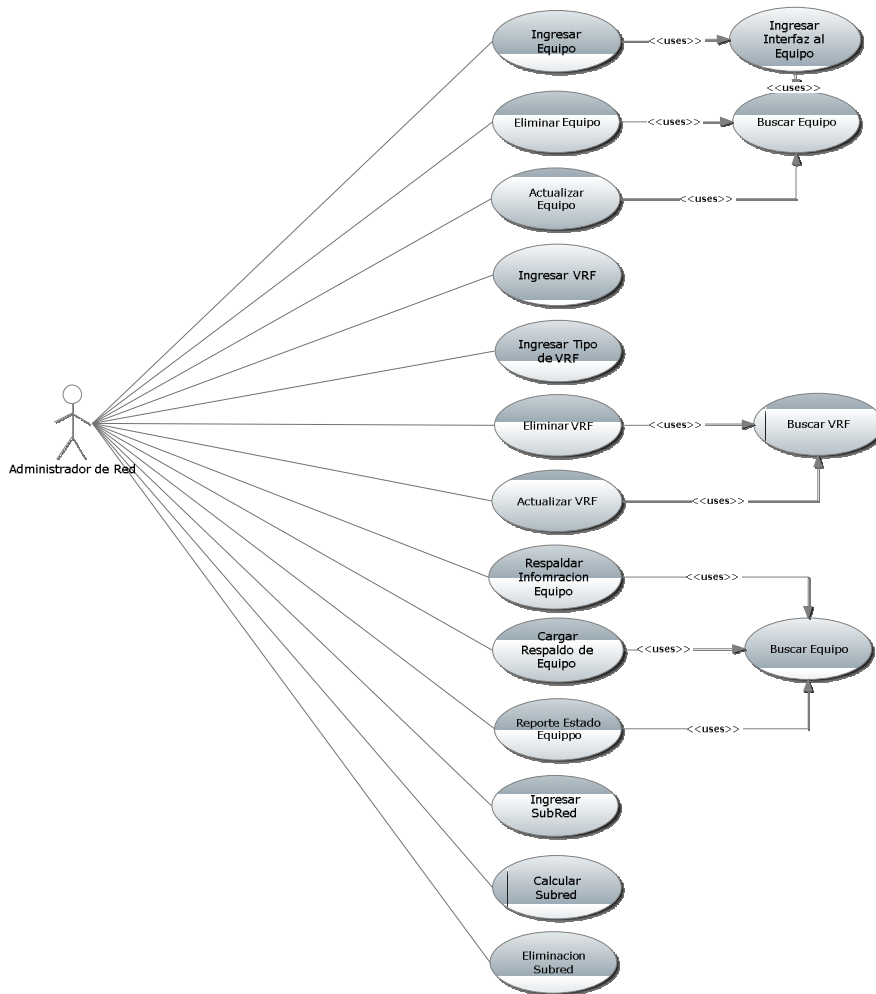 Ingresar
Equipo
<<uses>>
Ingresar
Interfaz al
Equipo
<<uses>>
Eliminar Equipo
<<uses>>
Buscar Equipo
Actualizar
Equipo
<<uses>>
Ingresar VRF
Ingresar Tipo
de VRF
Eliminar VRF
<<uses>>
Buscar VRF
Administrador de Red
Actualizar VRF
<<uses>>
Respaldar
Infomracion
Equipo
<<uses>>
Cargar
Respaldo de
Equipo
<<uses>>
Buscar Equipo
Reporte Estado
Equippo
<<uses>>
Ingresar
SubRed
Calcular
Subred
Eliminacion
Subred